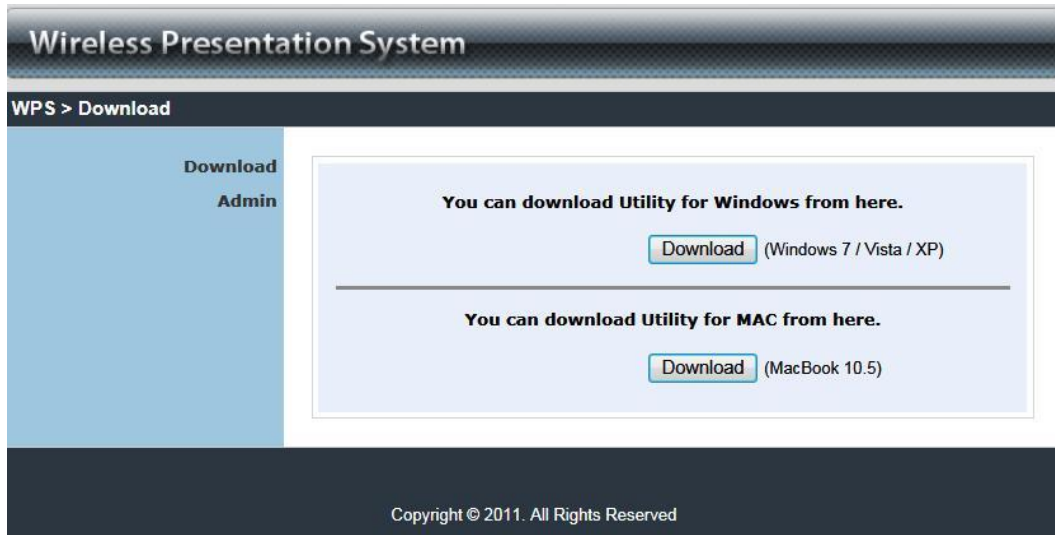 Wireless Presentation System
WPS > Download
Download
Admin
You can download Utility for Windows from here.
Download (Windows 7 / Vista / XP)
You can download Utility for MAC from here.
Download (MacBook 10.5)
Copyright © 2011. All Rights Reserved